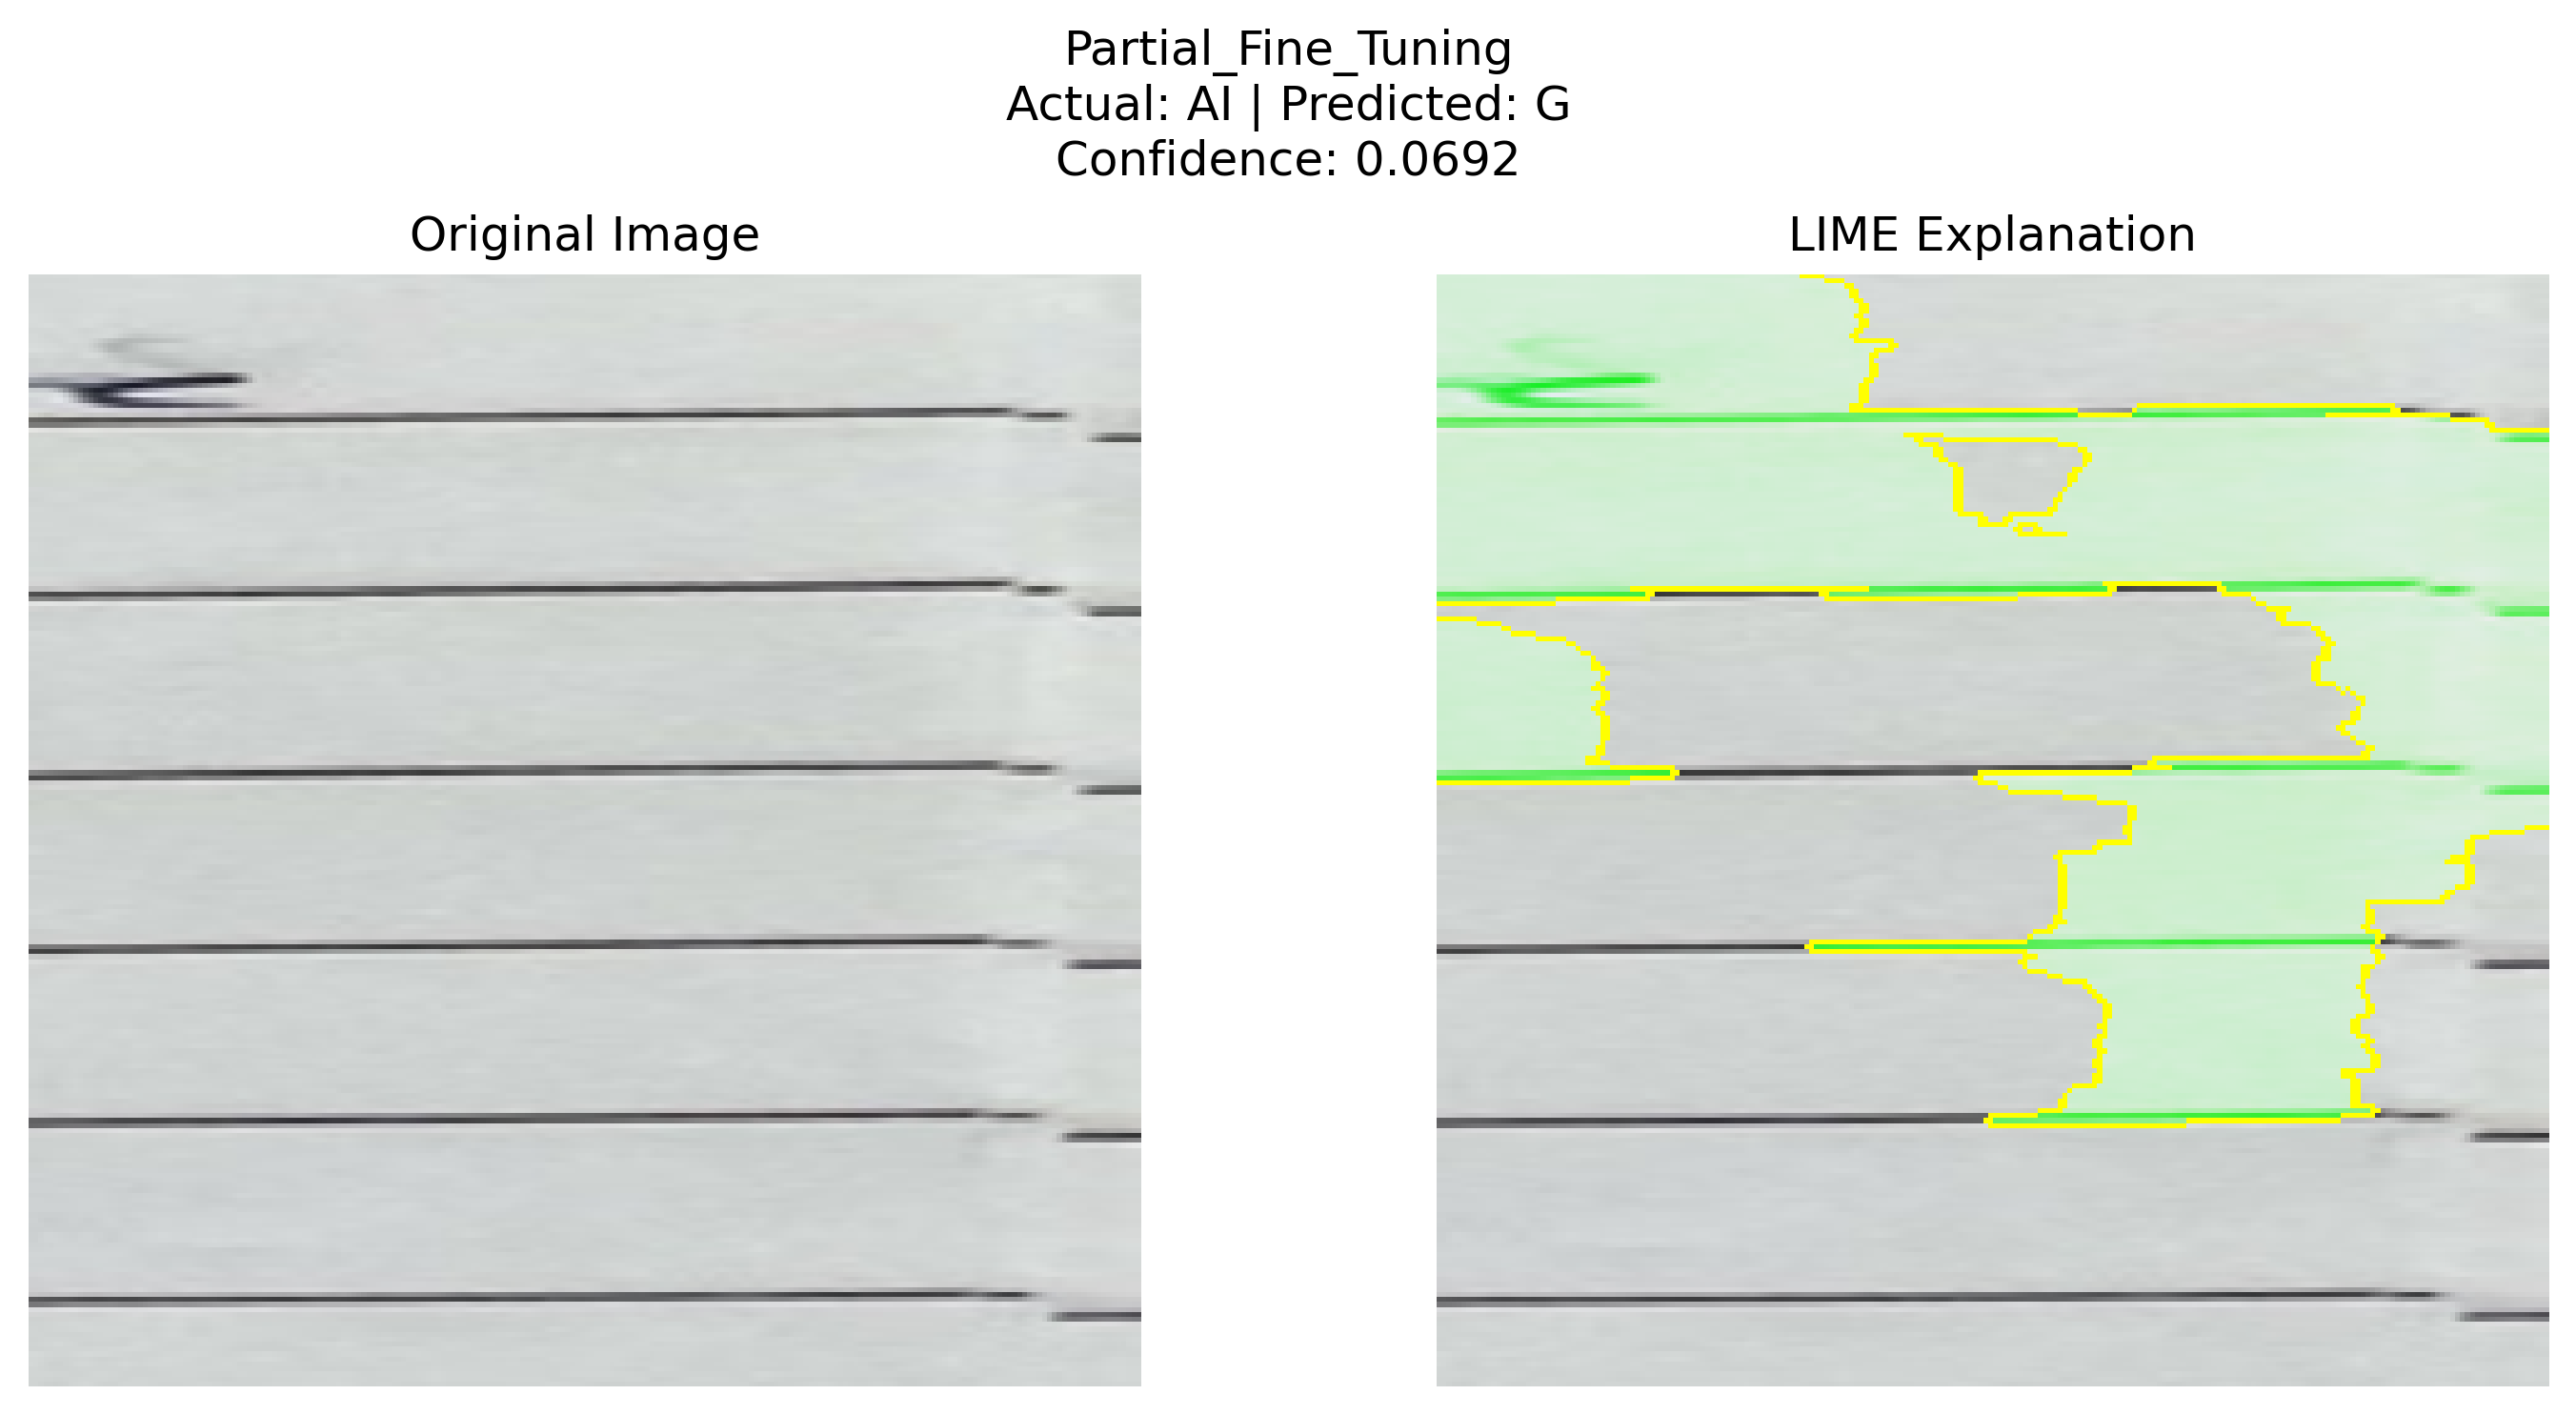 Partial_Fine_Tuning
Actual: AI | Predicted: G
Confidence: 0.0692
Original Image
LIME Explanation